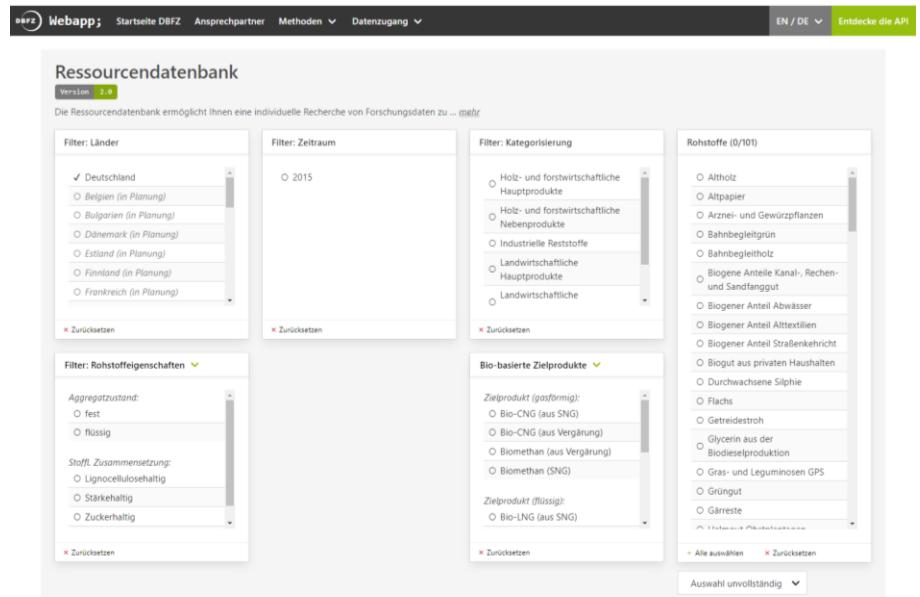 DBFZ Webapp; Startseite DBFZ Ansprechpartner Methoden Datenzugang EN / DE Entdecke die API
Ressourcendatenbank
Version 2.0
Die Ressourcendatenbank ermöglicht Ihnen eine individuelle Recherche von Forschungsdaten zu ... mehr
Filter: Länder
✓ Deutschland
Belgien (in Planung)
Bulgarien (in Planung)
Dänemark (in Planung)
Estland (in Planung)
Finnland (in Planung)
Frankreich (in Planung)
× Zurücksetzen
Filter: Zeitraum
2015
× Zurücksetzen
Filter: Kategorisierung
Holz- und forstwirtschaftliche
Hauptprodukte
Holz- und forstwirtschaftliche
Nebenprodukte
Industrielle Reststoffe
Landwirtschaftliche
Hauptprodukte
Landwirtschaftliche
× Zurücksetzen
Rohstoffe (0/101)
Altholz
Altpapier
Arznei- und Gewürzpflanzen
Bahnbegleitgrün
Bahnbegleitholz
Biogene Anteile Kanal-, Rechen-
und Sandfanggut
Biogener Anteil Abwässer
Biogener Anteil Alttextilien
Biogener Anteil Straßenkehricht
Biogut aus privaten Haushalten
Durchwachsene Silphie
Flachs
Getreidestroh
Glycerin aus der
Biodieselproduktion
Gras- und Leguminosen GPS
Grüngut
Gärreste
+ Alle auswählen × Zurücksetzen
Auswahl unvollständig
Filter: Rohstoffeigenschaften
Aggregatzustand:
fest
flüssig
Stoffl. Zusammensetzung:
Lignocellulosehaltig
Stärkehaltig
Zuckerhaltig
× Zurücksetzen
Bio-basierte Zielprodukte
Zielprodukt (gasförmig):
Bio-CNG (aus SNG)
Bio-CNG (aus Vergärung)
Biomethan (aus Vergärung)
Biomethan (SNG)
Zielprodukt (flüssig):
Bio-LNG (aus SNG)
× Zurücksetzen